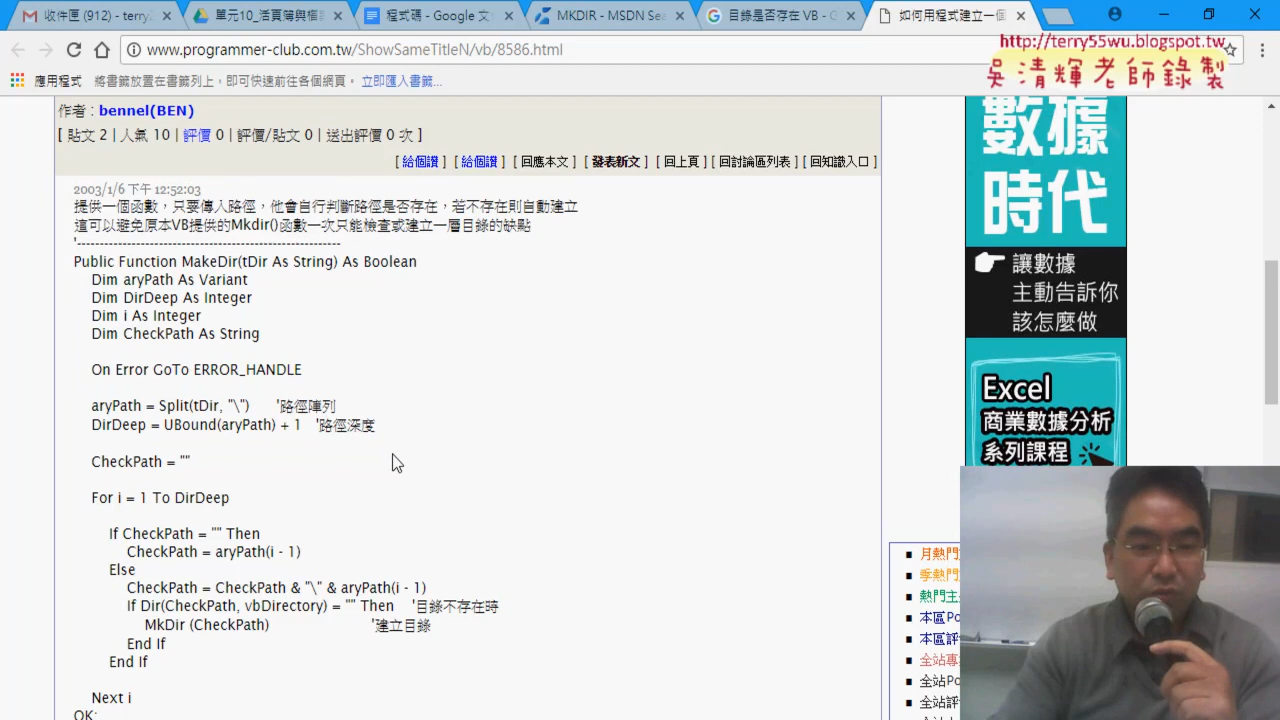 收件匣 (912) - terry
單元10_活頁簿與檔
程式碼 - Google 文
MKDIR - MSDN Sea
目錄是否存在 VB - G
如何用程式建立一個
www.programmer-club.com.tw/ShowSameTitleN/vb/8586.html
http://terry55wu.blogspot.tw
吳清輝老師錄製
應用程式 將書籤放置在書籤列上，即可快速前往各個網頁。 立即匯入書籤...
作者 : bennel(BEN)
[ 貼文 2 | 人氣 10 | 評價 0 | 評價/貼文 0 | 送出評價 0 次 ]
[ 給個讚 ] [ 給個讚 ] [ 回應本文 ] [ 發表新文 ] [ 回上頁 ] [ 回討論區列表 ] [ 回知識入口 ]
2003/1/6 下午 12:52:03
提供一個函數，只要傳入路徑，他會自行判斷路徑是否存在，若不存在則自動建立
這可以避免原本VB提供的Mkdir()函數一次只能檢查或建立一層目錄的缺點
'----------------------------------------------------------
Public Function MakeDir(tDir As String) As Boolean
Dim aryPath As Variant
Dim DirDeep As Integer
Dim i As Integer
Dim CheckPath As String
On Error GoTo ERROR_HANDLE
aryPath = Split(tDir, "\") '路徑陣列
DirDeep = UBound(aryPath) + 1 '路徑深度
CheckPath = ""
For i = 1 To DirDeep
If CheckPath = "" Then
CheckPath = aryPath(i - 1)
Else
CheckPath = CheckPath & "\" & aryPath(i - 1)
If Dir(CheckPath, vbDirectory) = "" Then '目錄不存在時
MkDir (CheckPath) '建立目錄
End If
End If
Next i
OK:
數據
時代
讓數據
主動告訴你
該怎麼做
Excel
商業數據分析
系列課程
月熱門
季熱門
熱門主
本區Po
本區評
全站專
全站Po
全站評